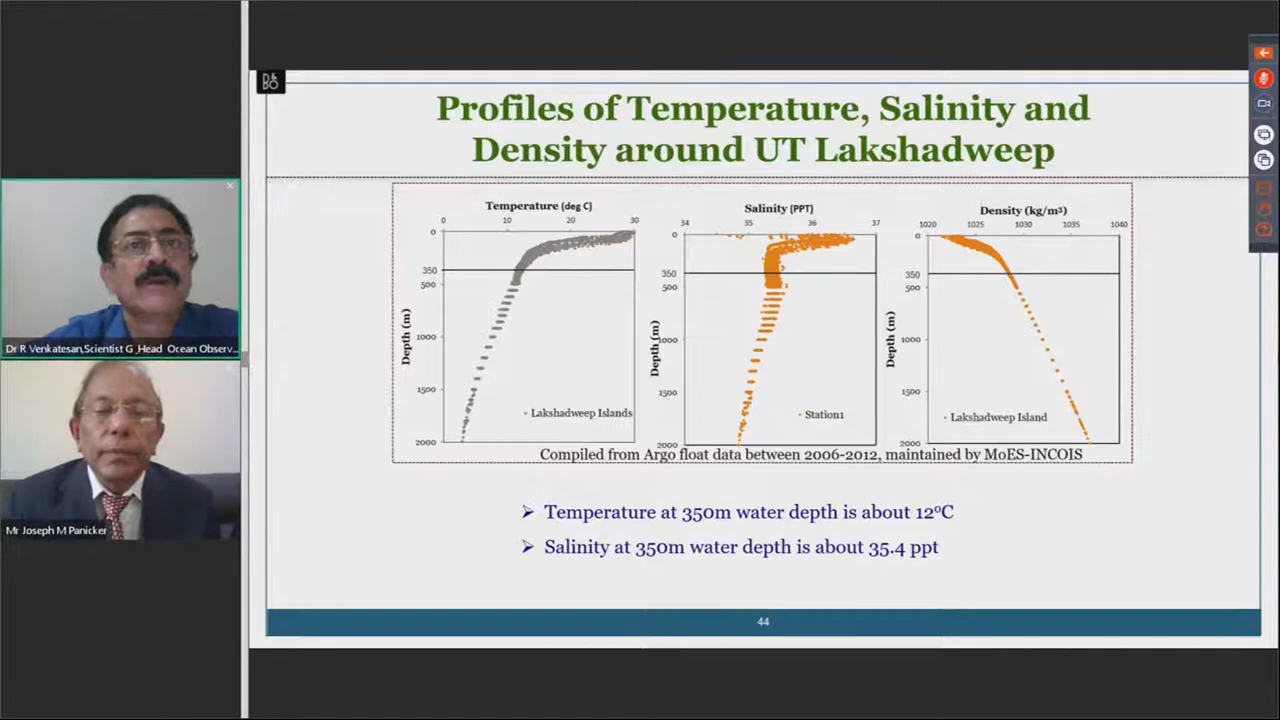 D&
BO
Profiles of Temperature, Salinity and
Density around UT Lakshadweep
Temperature (deg C)
0 10 20 30
0
350
500
1000
1500
2000
Depth (m)
Lakshadweep Islands
Salinity (PPT)
34 35 36 37
0
350
500
1000
1500
2000
Depth (m)
Station1
Density (kg/m³)
1020 1025 1030 1035 1040
0
350
500
1000
1500
2000
Depth (m)
Lakshadweep Island
Compiled from Argo float data between 2006-2012, maintained by MoES-INCOIS
Temperature at 350m water depth is about 12°C
Salinity at 350m water depth is about 35.4 ppt
44
Dr R Venkatesan,Scientist G ,Head Ocean Observ...
Mr Joseph M Panicker